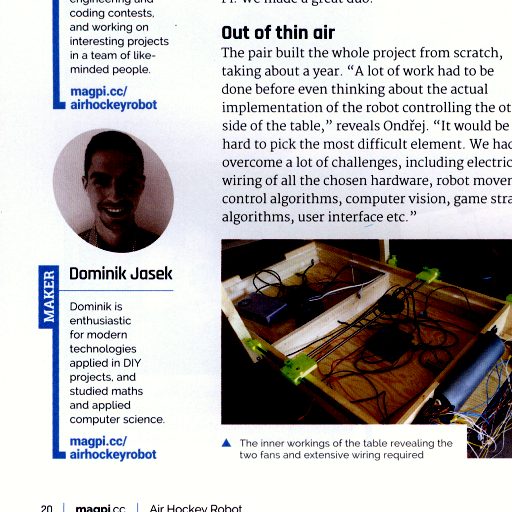 engineering and
coding contests,
and working on
interesting projects
in a team of like-
minded people.
magpi.cc/
airhockeyrobot
MAKER
Dominik Jasek
Dominik is
enthusiastic
for modern
technologies
applied in DIY
projects, and
studied maths
and applied
computer science.
magpi.cc/
airhockeyrobot
Pi. We made a great duo.
Out of thin air
The pair built the whole project from scratch,
taking about a year. “A lot of work had to be
done before even thinking about the actual
implementation of the robot controlling the ot
side of the table,” reveals Ondřej. “It would be
hard to pick the most difficult element. We had
overcome a lot of challenges, including electric
wiring of all the chosen hardware, robot mover
control algorithms, computer vision, game stra
algorithms, user interface etc.”
The inner workings of the table revealing the
two fans and extensive wiring required
20 | magpi.cc | Air Hockey Robot